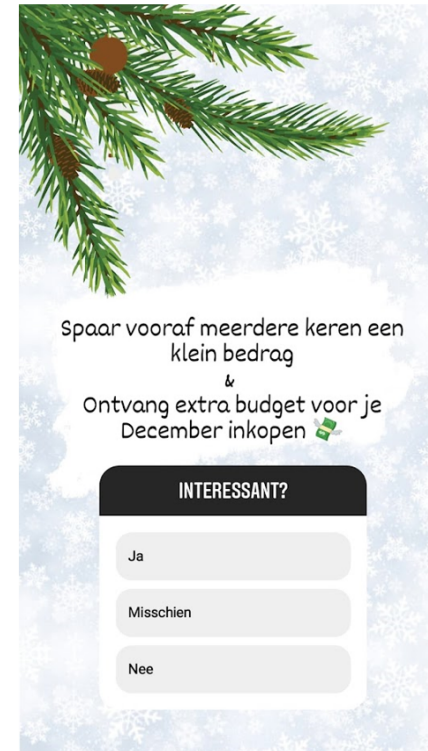 Spaar vooraf meerdere keren een
klein bedrag
&
Ontvang extra budget voor je
December inkopen 💸
INTERESSANT?
Ja
Misschien
Nee